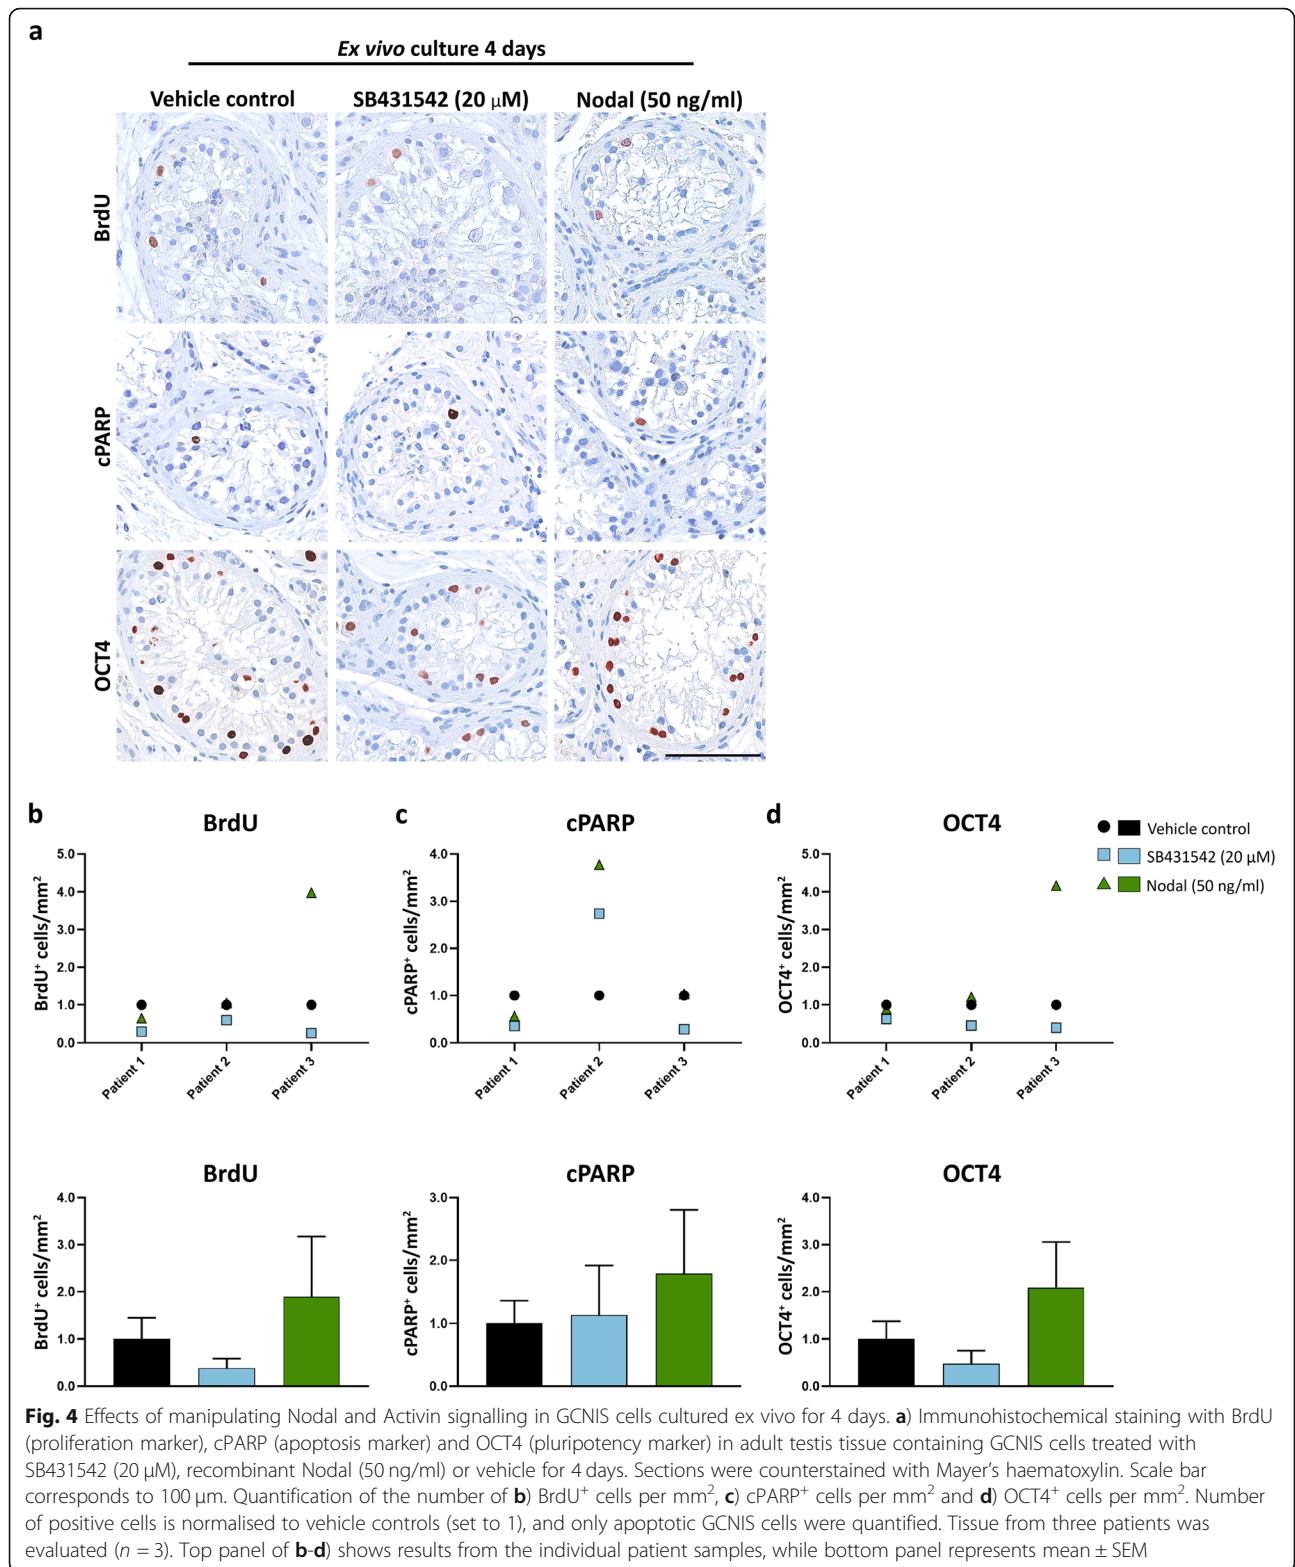 a
Ex vivo culture 4 days
Vehicle control SB431542 (20 μM) Nodal (50 ng/ml)
BrdU
cPARP
OCT4
b
BrdU
BrdU⁺ cells/mm²
5.0
4.0
3.0
2.0
1.0
0.0
Patient 1 Patient 2 Patient 3
c
cPARP
cPARP⁺ cells/mm²
4.0
3.0
2.0
1.0
0.0
Patient 1 Patient 2 Patient 3
d
OCT4
OCT4⁺ cells/mm²
5.0
4.0
3.0
2.0
1.0
0.0
Patient 1 Patient 2 Patient 3
Vehicle control
SB431542 (20 μM)
Nodal (50 ng/ml)
BrdU
BrdU⁺ cells/mm²
4.0
3.0
2.0
1.0
0.0
cPARP
cPARP⁺ cells/mm²
3.0
2.0
1.0
0.0
OCT4
OCT4⁺ cells/mm²
4.0
3.0
2.0
1.0
0.0
Fig. 4 Effects of manipulating Nodal and Activin signalling in GCNIS cells cultured ex vivo for 4 days. a) Immunohistochemical staining with BrdU
(proliferation marker), cPARP (apoptosis marker) and OCT4 (pluripotency marker) in adult testis tissue containing GCNIS cells treated with
SB431542 (20 μM), recombinant Nodal (50 ng/ml) or vehicle for 4 days. Sections were counterstained with Mayer's haematoxylin. Scale bar
corresponds to 100 μm. Quantification of the number of b) BrdU⁺ cells per mm², c) cPARP⁺ cells per mm² and d) OCT4⁺ cells per mm². Number
of positive cells is normalised to vehicle controls (set to 1), and only apoptotic GCNIS cells were quantified. Tissue from three patients was
evaluated (n = 3). Top panel of b-d) shows results from the individual patient samples, while bottom panel represents mean ± SEM